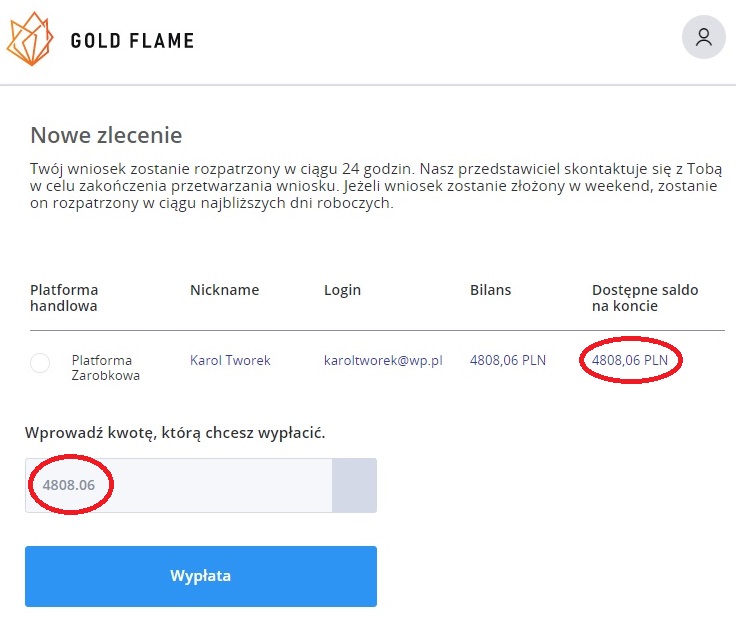 GOLD FLAME
Nowe zlecenie
Twój wniosek zostanie rozpatrzony w ciągu 24 godzin. Nasz przedstawiciel skontaktuje się z Tobą
w celu zakończenia przetwarzania wniosku. Jeżeli wniosek zostanie złożony w weekend, zostanie
on rozpatrzony w ciągu najbliższych dni roboczych.
Platforma handlowa Nickname Login Bilans Dostępne saldo na koncie
Platforma Zarobkowa Karol Tworek karoltworek@wp.pl 4808,06 PLN 4808,06 PLN
Wprowadź kwotę, którą chcesz wypłacić.
4808.06
Wypłata